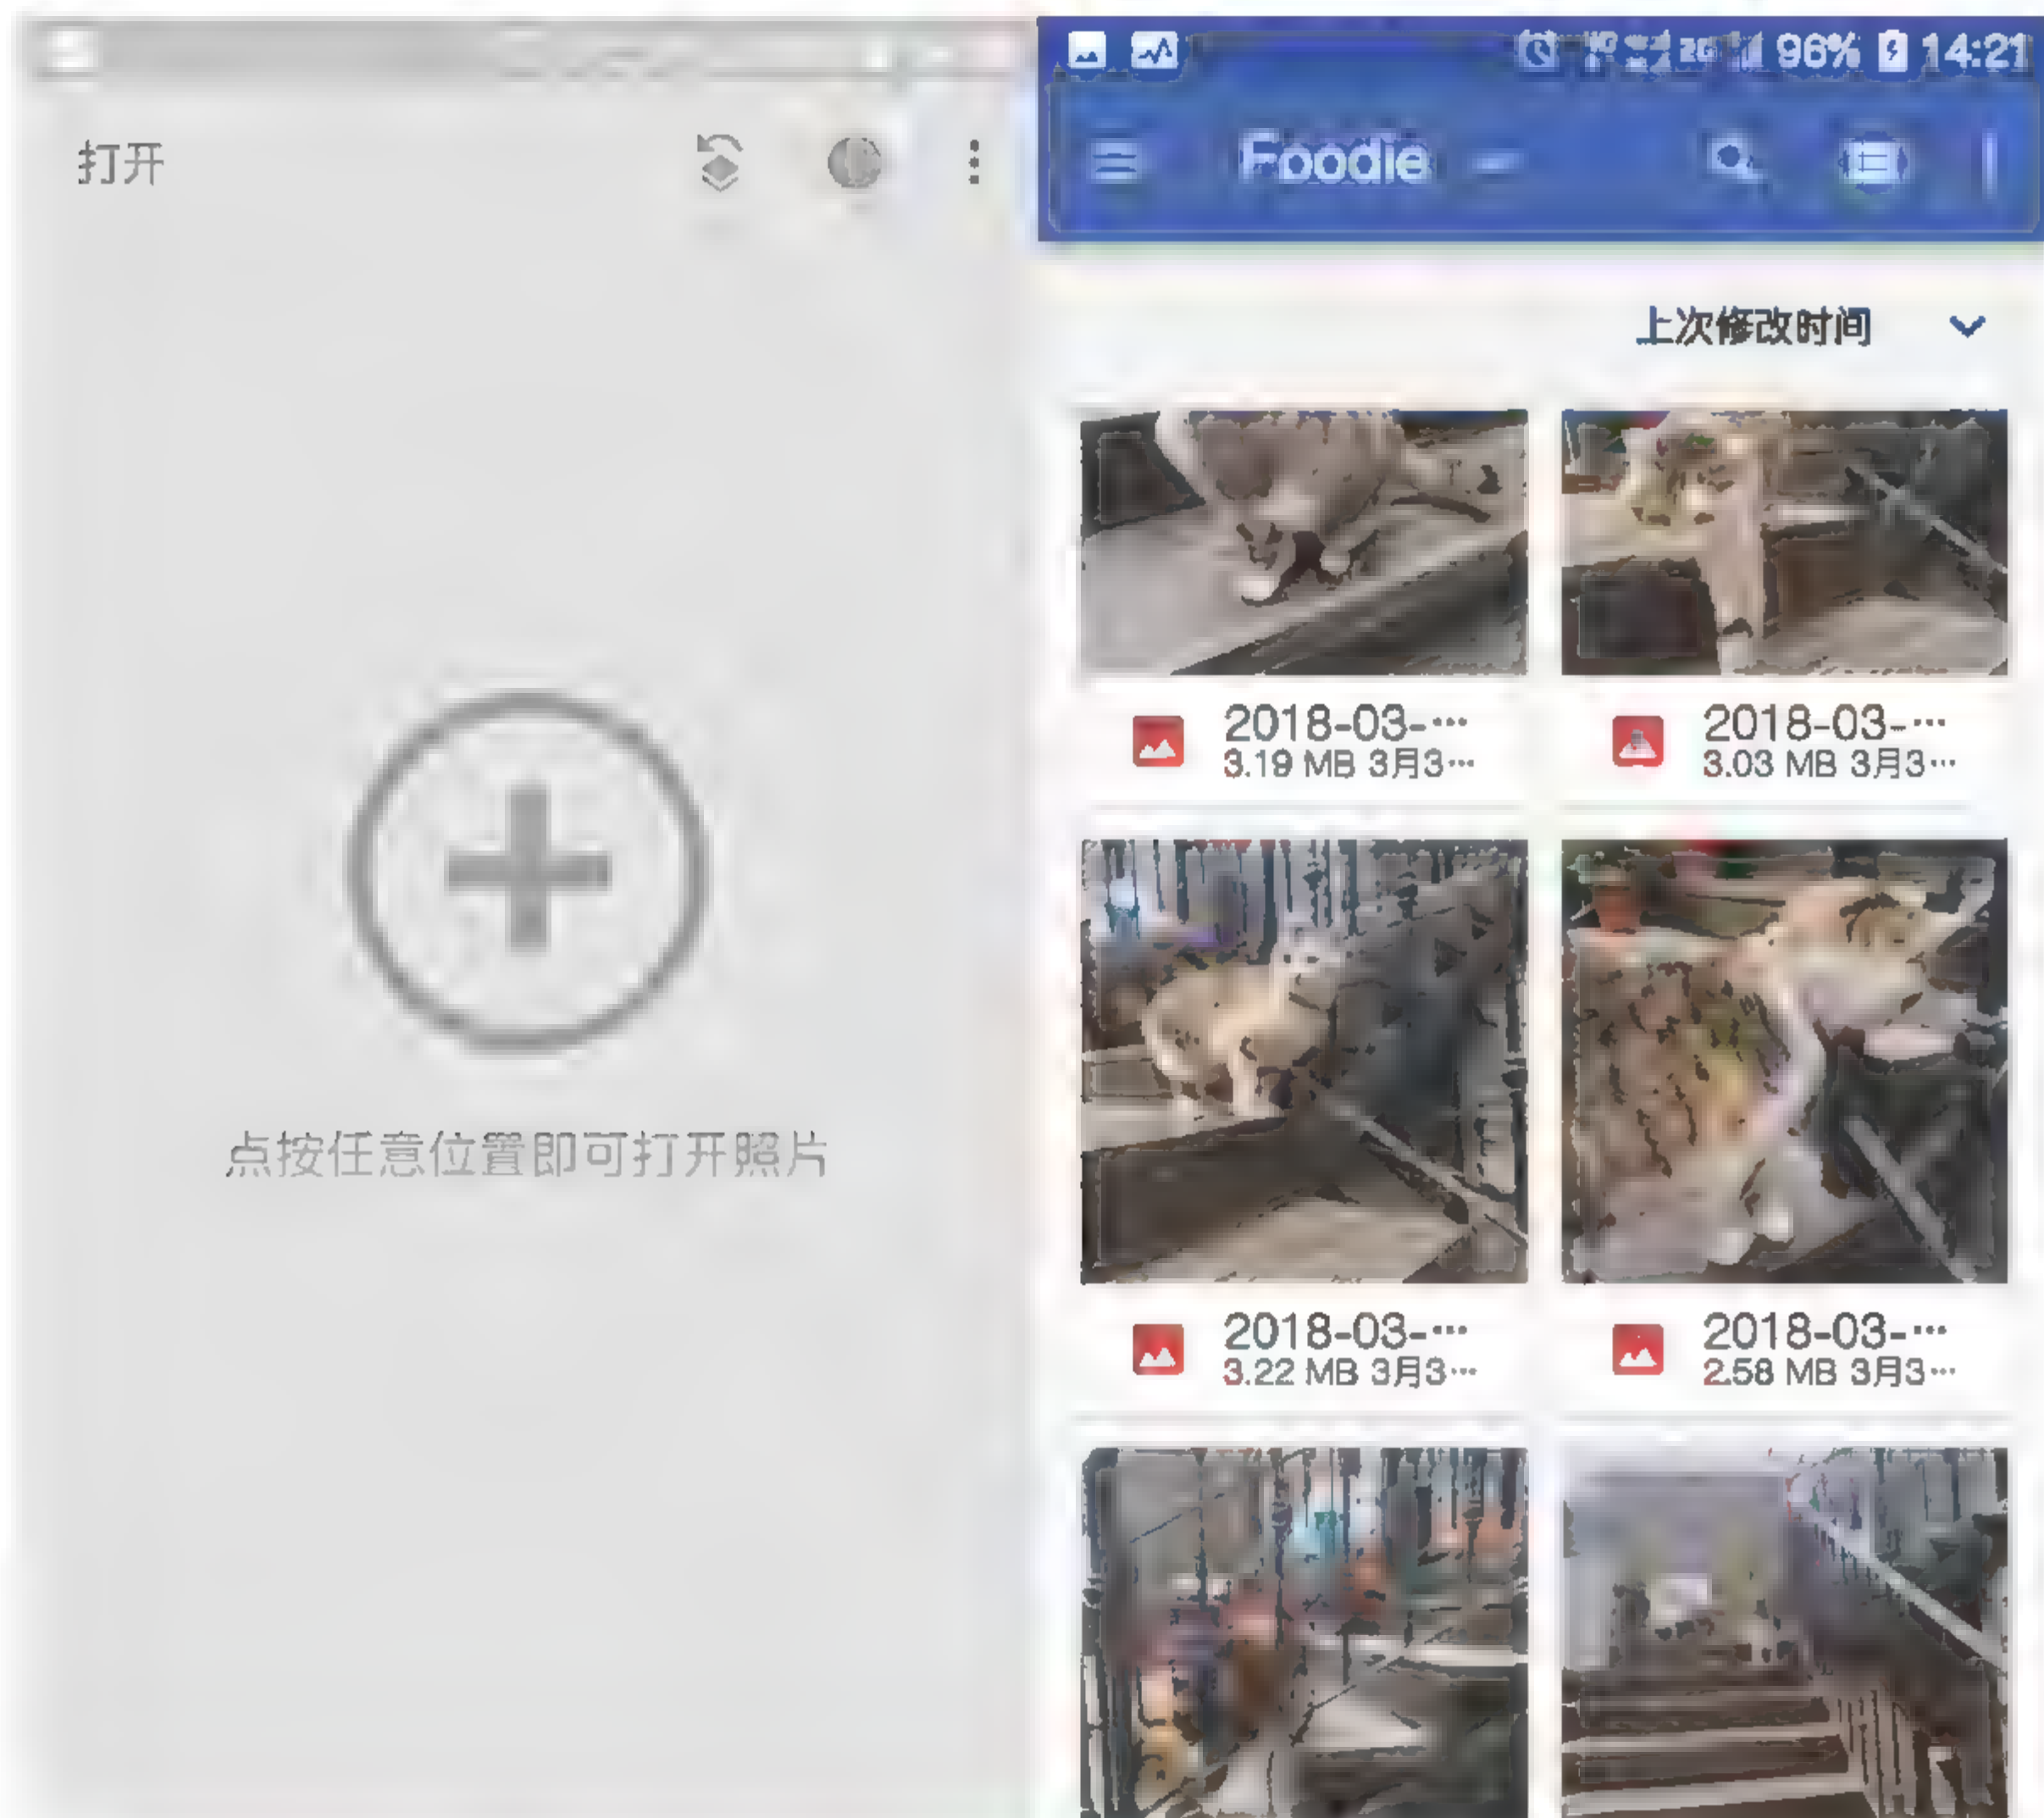 打开
点按任意位置即可打开照片
96% 14:21
Foodie
上次修改时间
2018-03-… 2018-03-…
3.19 MB 3月3… 3.03 MB 3月3…
2018-03-… 2018-03-…
3.22 MB 3月3… 2.58 MB 3月3…